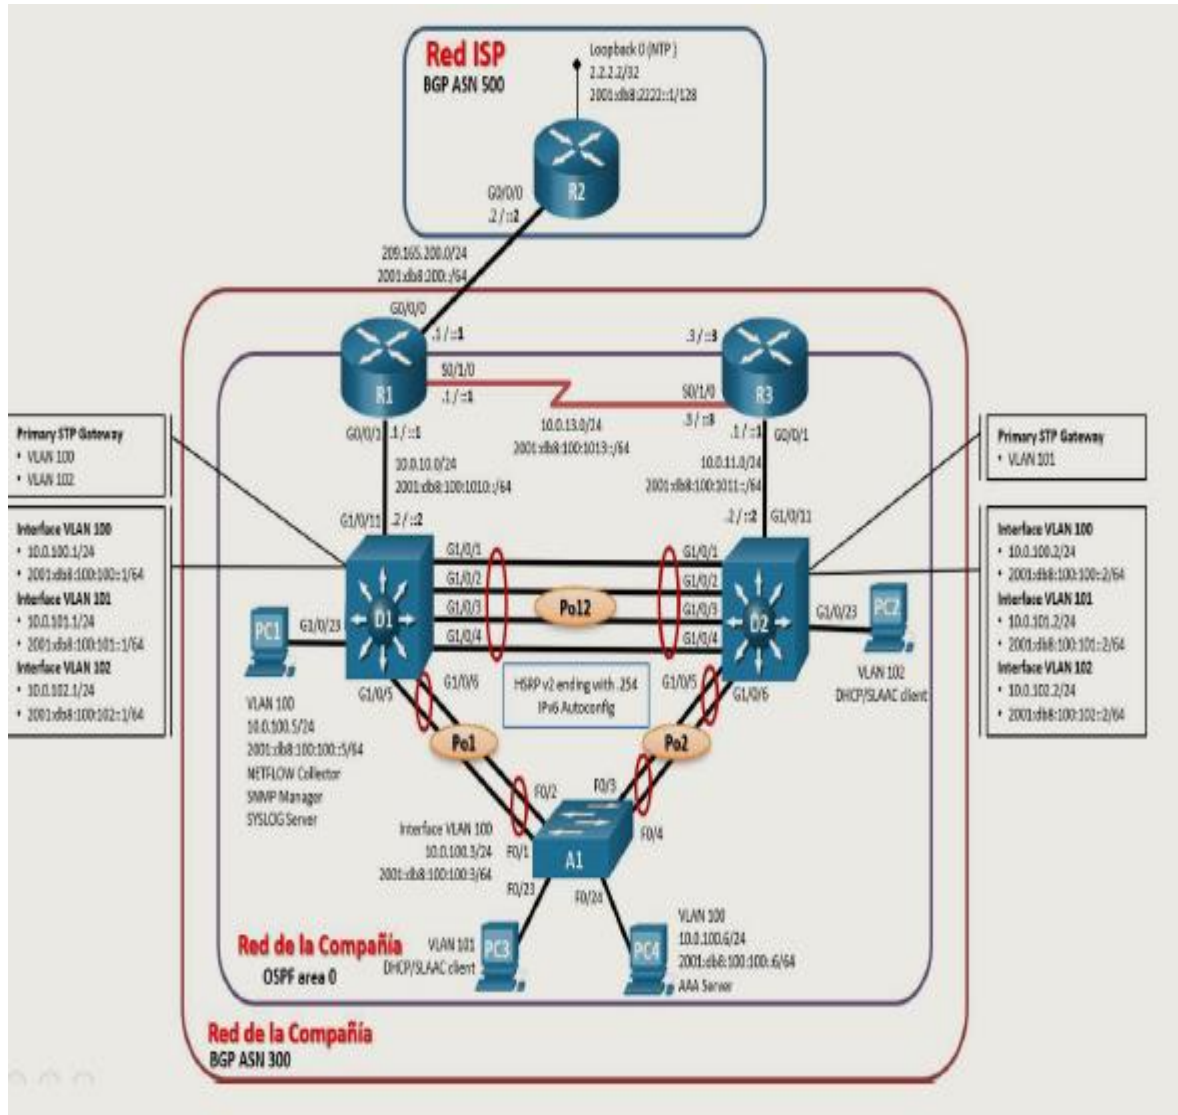 Red ISP
BGP ASN 500
Loopback 0 (NTP )
2.2.2.2/32
2001:db8:2222::1/128
R2
G0/0/0
.2 / ::2
209.165.200.0/24
2001:db8:200::/64
G0/0/0
.1 / ::1
.3 / ::3
R1
S0/1/0
.1 / ::1
S0/1/0
.3 / ::3
R3
10.0.13.0/24
2001:db8:100:1013::/64
G0/0/1
.1 / ::1
.1 / ::1
G0/0/1
10.0.10.0/24
2001:db8:100:1010::/64
10.0.11.0/24
2001:db8:100:1011::/64
G1/0/11
.2 / ::2
.2 / ::2
G1/0/11
Primary STP Gateway
• VLAN 100
• VLAN 102
Primary STP Gateway
• VLAN 101
Interface VLAN 100
• 10.0.100.1/24
• 2001:db8:100:100::1/64
Interface VLAN 101
• 10.0.101.1/24
• 2001:db8:100:101::1/64
Interface VLAN 102
• 10.0.102.1/24
• 2001:db8:100:102::1/64
Interface VLAN 100
• 10.0.100.2/24
• 2001:db8:100:100::2/64
Interface VLAN 101
• 10.0.101.2/24
• 2001:db8:100:101::2/64
Interface VLAN 102
• 10.0.102.2/24
• 2001:db8:100:102::2/64
G1/0/1
G1/0/2
G1/0/3
G1/0/4
G1/0/1
G1/0/2
G1/0/3
G1/0/4
Po12
D1
D2
PC1
G1/0/23
G1/0/23
PC2
VLAN 102
DHCP/SLAAC client
HSRP v2 ending with .254
IPv6 Autoconfig
G1/0/5
G1/0/6
G1/0/5
G1/0/6
VLAN 100
10.0.100.5/24
2001:db8:100:100::5/64
NETFLOW Collector
SNMP Manager
SYSLOG Server
Po1
Po2
F0/2
F0/3
F0/1
F0/4
Interface VLAN 100
10.0.100.3/24
2001:db8:100:100:3/64
A1
F0/23
F0/24
VLAN 101
DHCP/SLAAC client
PC3
PC4
VLAN 100
10.0.100.6/24
2001:db8:100:100::6/64
AAA Server
Red de la Compañía
OSPF area 0
Red de la Compañía
BGP ASN 300